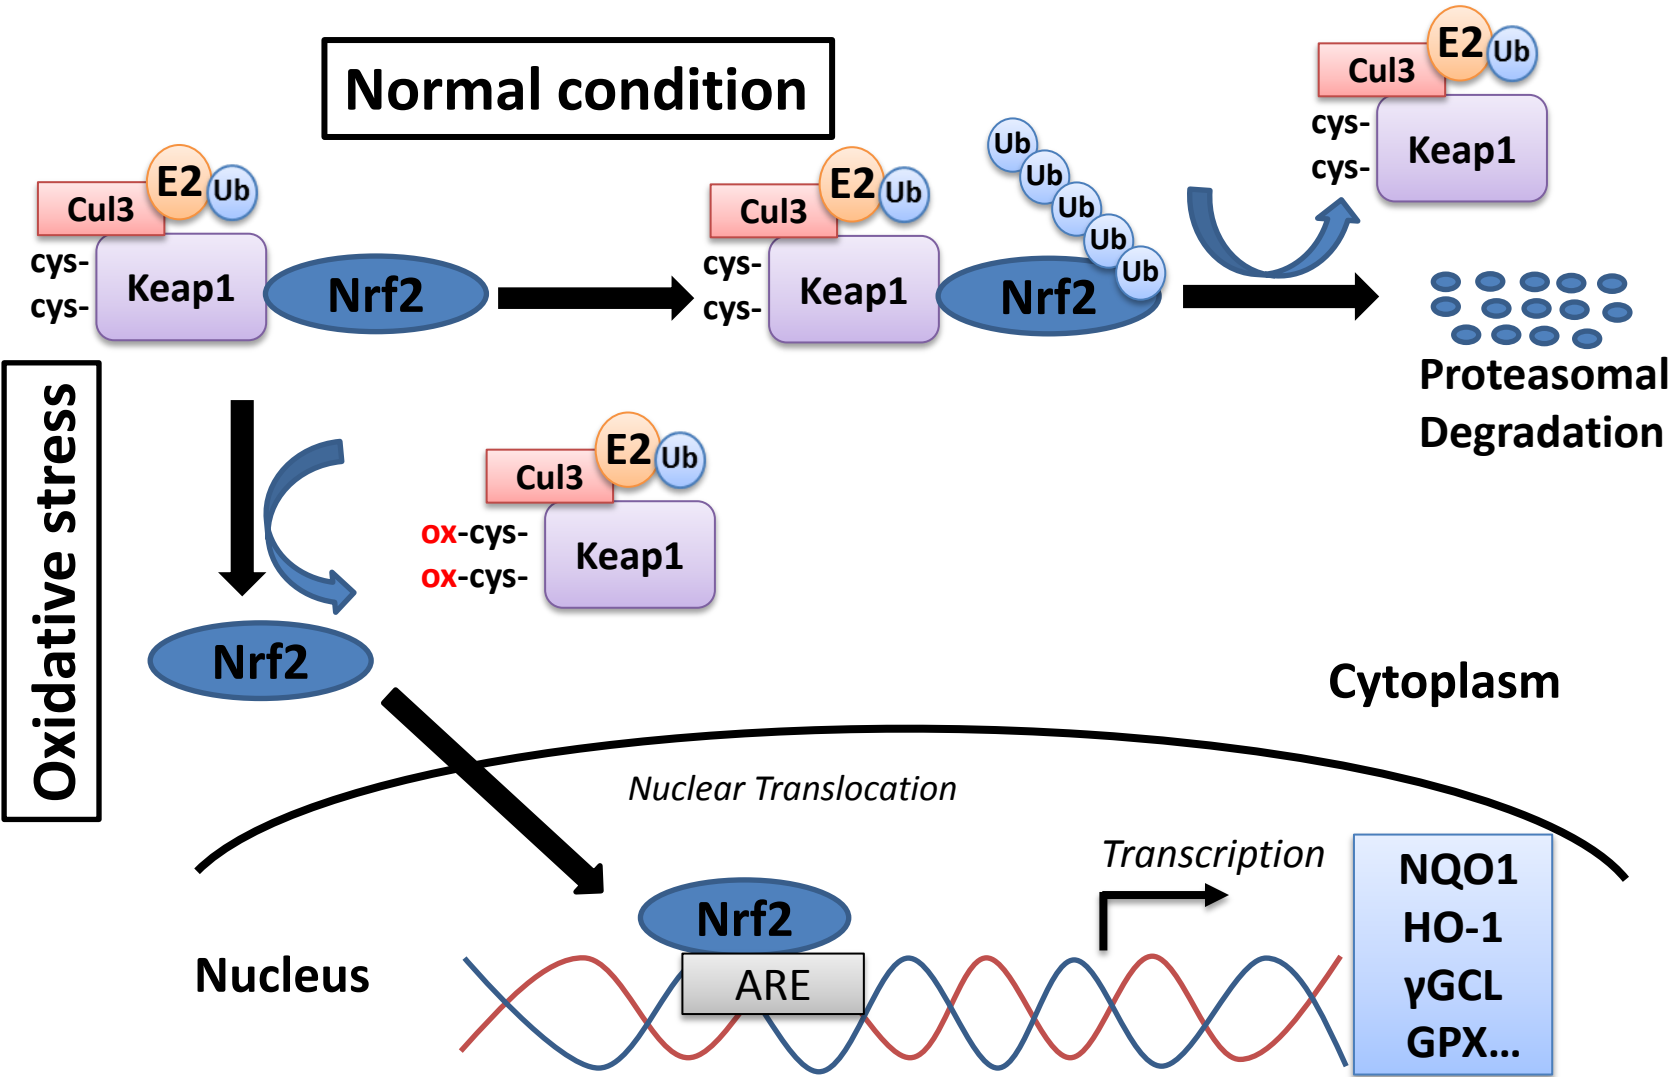 Normal condition
Cul3
E2
Ub
cys-
cys-
Keap1
Nrf2
Cul3
E2
Ub
cys-
cys-
Keap1
Nrf2
Ub
Ub
Ub
Ub
Ub
Cul3
E2
Ub
cys-
cys-
Keap1
Proteasomal
Degradation
Oxidative stress
Cul3
E2
Ub
ox-cys-
ox-cys-
Keap1
Nrf2
Cytoplasm
Nuclear Translocation
Transcription
Nucleus
Nrf2
ARE
NQO1
HO-1
γGCL
GPX...